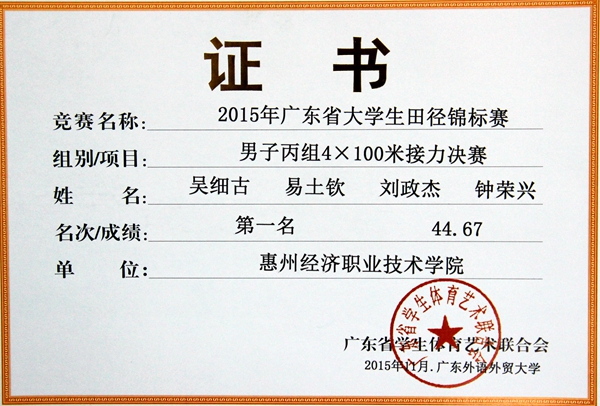 证 书
竞赛名称: 2015年广东省大学生田径锦标赛
组别/项目: 男子丙组4×100米接力决赛
姓 名: 吴细古 易土钦 刘政杰 钟荣兴
名次/成绩: 第一名 44.67
单 位: 惠州经济职业技术学院
广东省学生体育艺术联合会
广东省学生体育艺术联合会
2015年11月.广东外语外贸大学